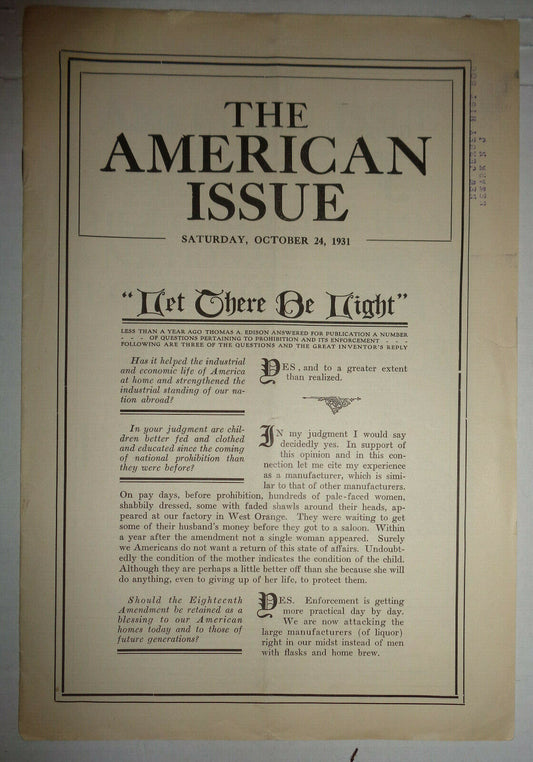 THE
AMERICAN
ISSUE
SATURDAY, OCTOBER 24, 1931
"Let There Be Light"
LESS THAN A YEAR AGO THOMAS A. EDISON ANSWERED FOR PUBLICATION A NUMBER
- - - OF QUESTIONS PERTAINING TO PROHIBITION AND ITS ENFORCEMENT - - -
FOLLOWING ARE THREE OF THE QUESTIONS AND THE GREAT INVENTOR'S REPLY
Has it helped the industrial
and economic life of America
at home and strengthened the
industrial standing of our na-
tion abroad?
YES, and to a greater extent
than realized.
In your judgment are chil-
dren better fed and clothed
and educated since the coming
of national prohibition than
they were before?
IN my judgment I would say
decidedly yes. In support of
this opinion and in this con-
nection let me cite my experience
as a manufacturer, which is simi-
lar to that of other manufacturers.
On pay days, before prohibition, hundreds of pale-faced women,
shabbily dressed, some with faded shawls around their heads, ap-
peared at our factory in West Orange. They were waiting to get
some of their husband's money before they got to a saloon. Within
a year after the amendment not a single woman appeared. Surely
we Americans do not want a return of this state of affairs. Undoubt-
edly the condition of the mother indicates the condition of the child.
Although they are perhaps a little better off than she because she will
do anything, even to giving up of her life, to protect them.
Should the Eighteenth
Amendment be retained as a
blessing to our American
homes today and to those of
future generations?
YES. Enforcement is getting
more practical day by day.
We are now attacking the
large manufacturers (of liquor)
right in our midst instead of men
with flasks and home brew.
NEW JERSEY HIST SOC
NEWARK N J